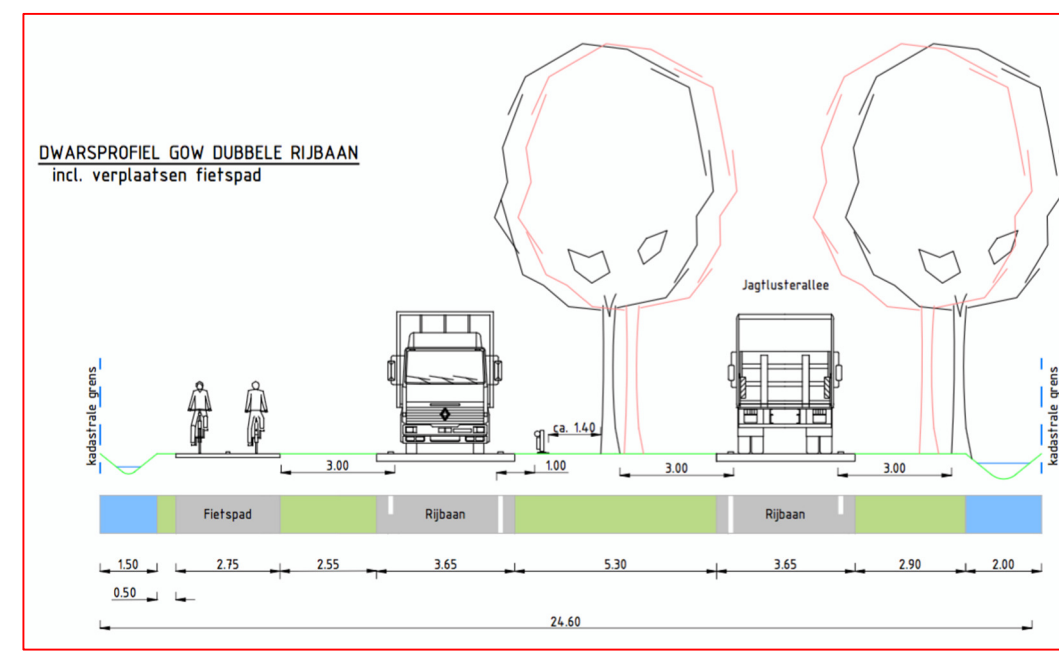 DWARSPROFIEL GOW DUBBELE RIJBAAN
incl. verplaatsen fietspad
Jagtlusterallee
kadastrale grens
kadastrale grens
ca. 1.40
3.00
1.00
3.00
3.00
Fietspad
Rijbaan
Rijbaan
1.50
2.75
2.55
3.65
5.30
3.65
2.90
2.00
0.50
24.60